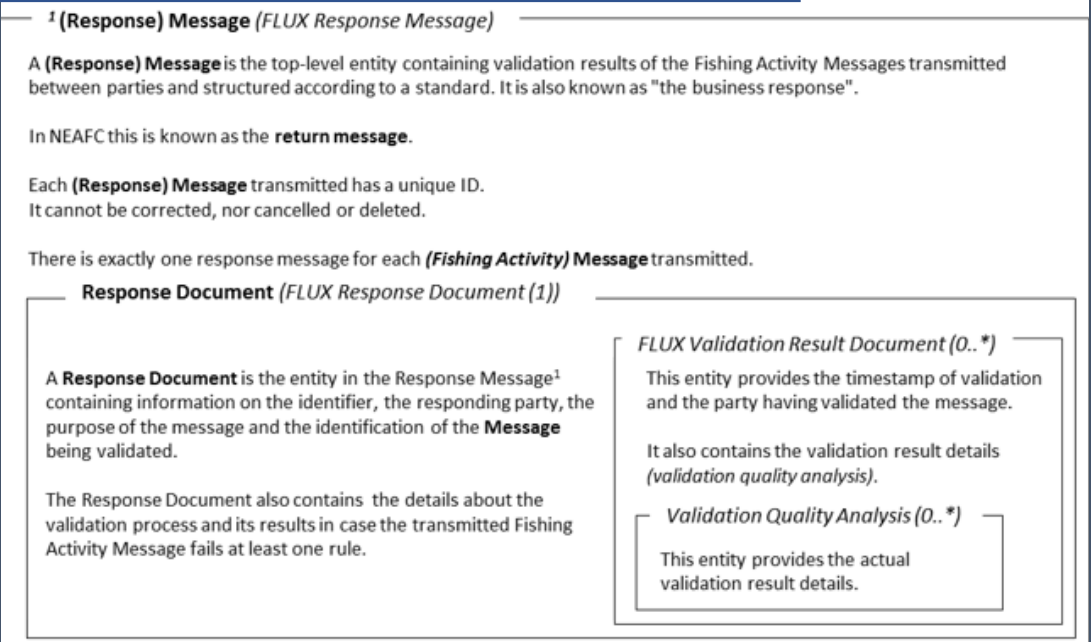 ¹ (Response) Message (FLUX Response Message)
A (Response) Message is the top-level entity containing validation results of the Fishing Activity Messages transmitted
between parties and structured according to a standard. It is also known as "the business response".
In NEAFC this is known as the return message.
Each (Response) Message transmitted has a unique ID.
It cannot be corrected, nor cancelled or deleted.
There is exactly one response message for each (Fishing Activity) Message transmitted.
Response Document (FLUX Response Document (1))
A Response Document is the entity in the Response Message¹
containing information on the identifier, the responding party, the
purpose of the message and the identification of the Message
being validated.
The Response Document also contains the details about the
validation process and its results in case the transmitted Fishing
Activity Message fails at least one rule.
FLUX Validation Result Document (0..*)
This entity provides the timestamp of validation
and the party having validated the message.
It also contains the validation result details
(validation quality analysis).
Validation Quality Analysis (0..*)
This entity provides the actual
validation result details.